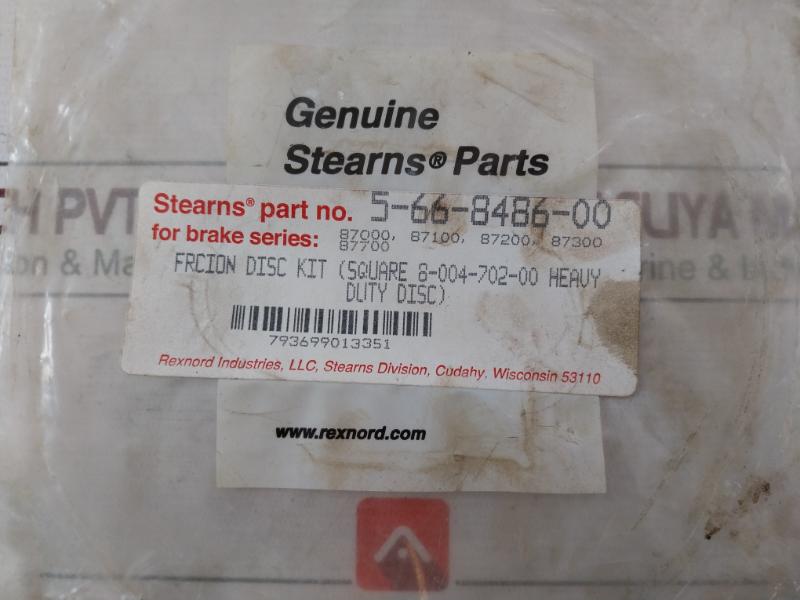 Genuine
Stearns® Parts
Stearns® part no. 5-66-8486-00
for brake series: 87000, 87100, 87200, 87300
87700
FRCION DISC KIT (SQUARE 8-004-702-00 HEAVY
DUTY DISC)
793699013351
Rexnord Industries, LLC, Stearns Division, Cudahy, Wisconsin 53110
www.rexnord.com
PVT
on &